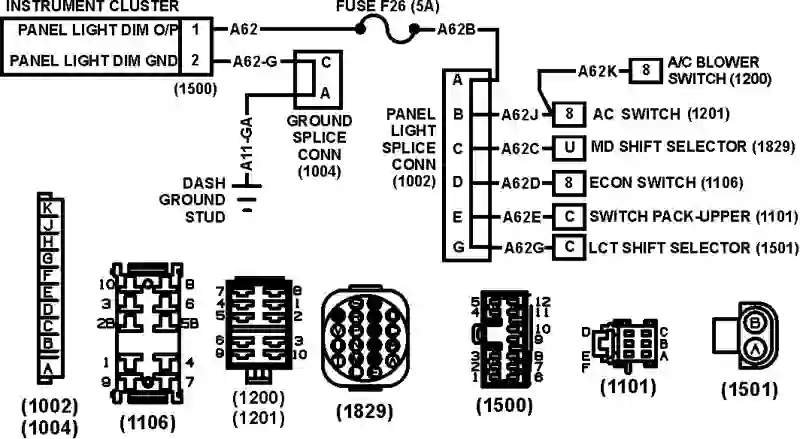 INSTRUMENT CLUSTER
FUSE F26 (5A)
PANEL LIGHT DIM O/P 1 A62 A62B
PANEL LIGHT DIM GND 2 A62-G C
(1500)
A
A11-GA
GROUND
SPLICE
CONN
(1004)
DASH
GROUND
STUD
PANEL
LIGHT
SPLICE
CONN
(1002)
A
A62K 8 A/C BLOWER
SWITCH (1200)
B A62J 8 AC SWITCH (1201)
C A62C U MD SHIFT SELECTOR (1829)
D A62D 8 ECON SWITCH (1106)
E A62E C SWITCH PACK-UPPER (1101)
G A62G C LCT SHIFT SELECTOR (1501)
K
J
H
G
F
E
D
C
B
A
(1002)
(1004)
10 8
3 6
2B 5B
1 4
9 7
(1106)
7 8
4 1
5 2
6 3
9 10
(1200)
(1201)
(1829)
5 12
4 11
10
9
3 8
2 7
1 6
(1500)
D C
B
E A
F
(1101)
B
A
(1501)